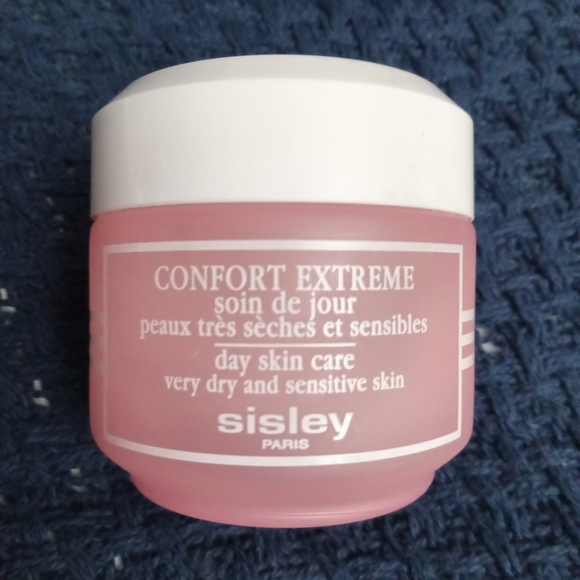 CONFORT EXTREME
soin de jour
peaux très sèches et sensibles
day skin care
very dry and sensitive skin
sisley
PARIS